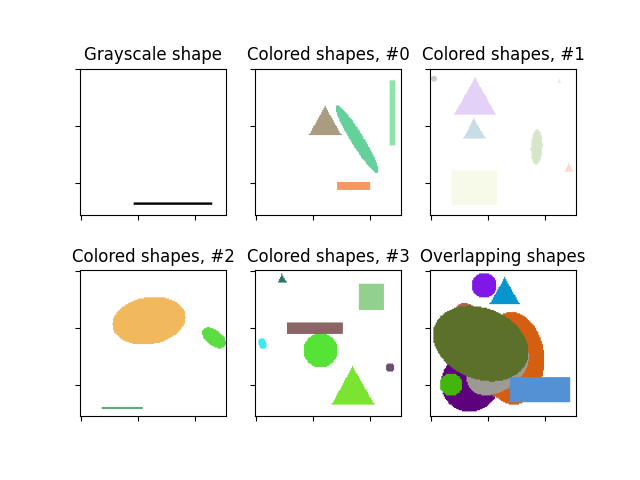 Grayscale shape
Colored shapes, #0
Colored shapes, #1
Colored shapes, #2
Colored shapes, #3
Overlapping shapes